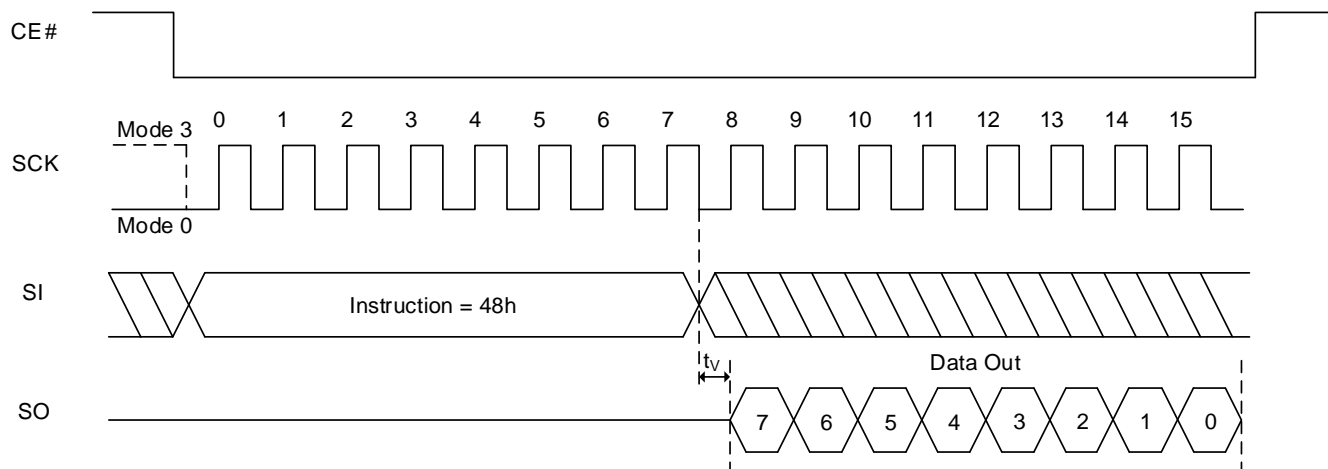 CE#
0 1 2 3 4 5 6 7 8 9 10 11 12 13 14 15
Mode 3
SCK
Mode 0
SI
Instruction = 48h
tV
Data Out
SO
7 6 5 4 3 2 1 0